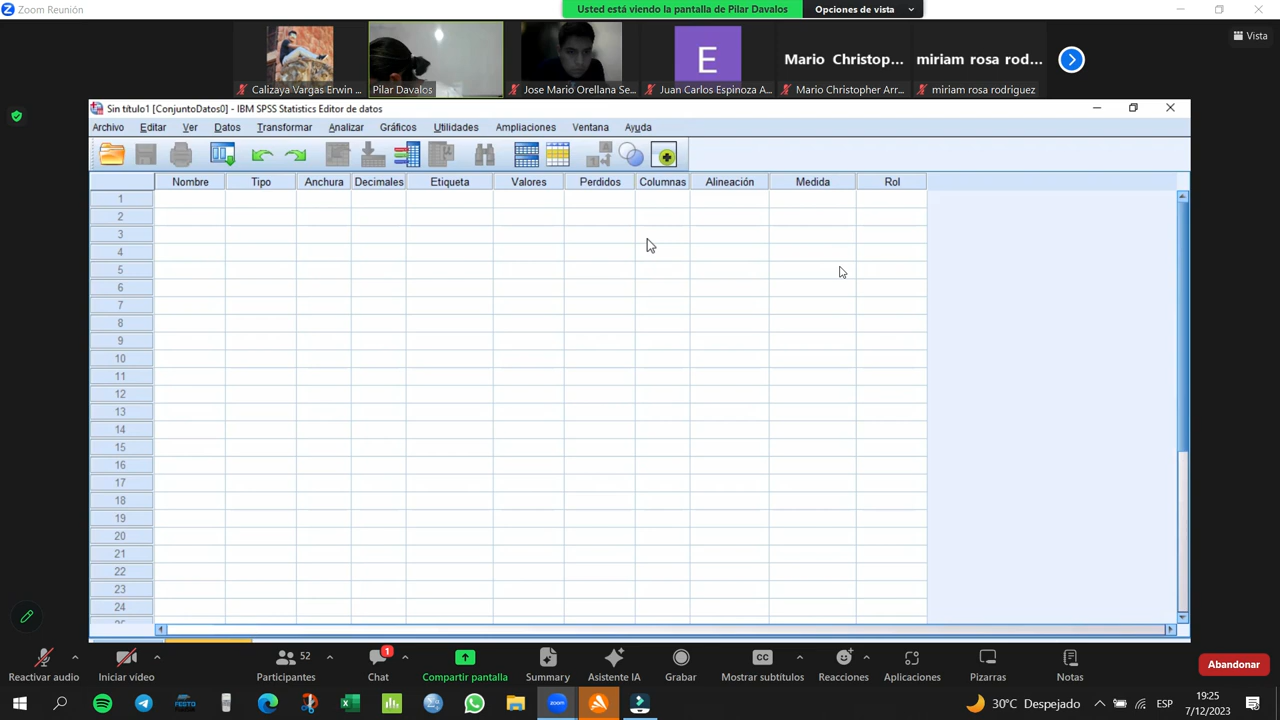 Zoom Reunión
Usted está viendo la pantalla de Pilar Davalos
Opciones de vista
Vista
E
Mario Christop...
miriam rosa rod...
Calizaya Vargas Erwin ...
Pilar Davalos
Jose Mario Orellana Se...
Juan Carlos Espinoza A...
Mario Christopher Arr...
miriam rosa rodriguez
Sin título1 [ConjuntoDatos0] - IBM SPSS Statistics Editor de datos
Archivo Editar Ver Datos Transformar Analizar Gráficos Utilidades Ampliaciones Ventana Ayuda
Nombre Tipo Anchura Decimales Etiqueta Valores Perdidos Columnas Alineación Medida Rol
1
2
3
4
5
6
7
8
9
10
11
12
13
14
15
16
17
18
19
20
21
22
23
24
25
52
1
CC
Reactivar audio
Iniciar video
Participantes
Chat
Compartir pantalla
Summary
Asistente IA
Grabar
Mostrar subtítulos
Reacciones
Aplicaciones
Pizarras
Notas
Abandonar
FESTO
zoom
30°C Despejado
ESP
19:25
7/12/2023